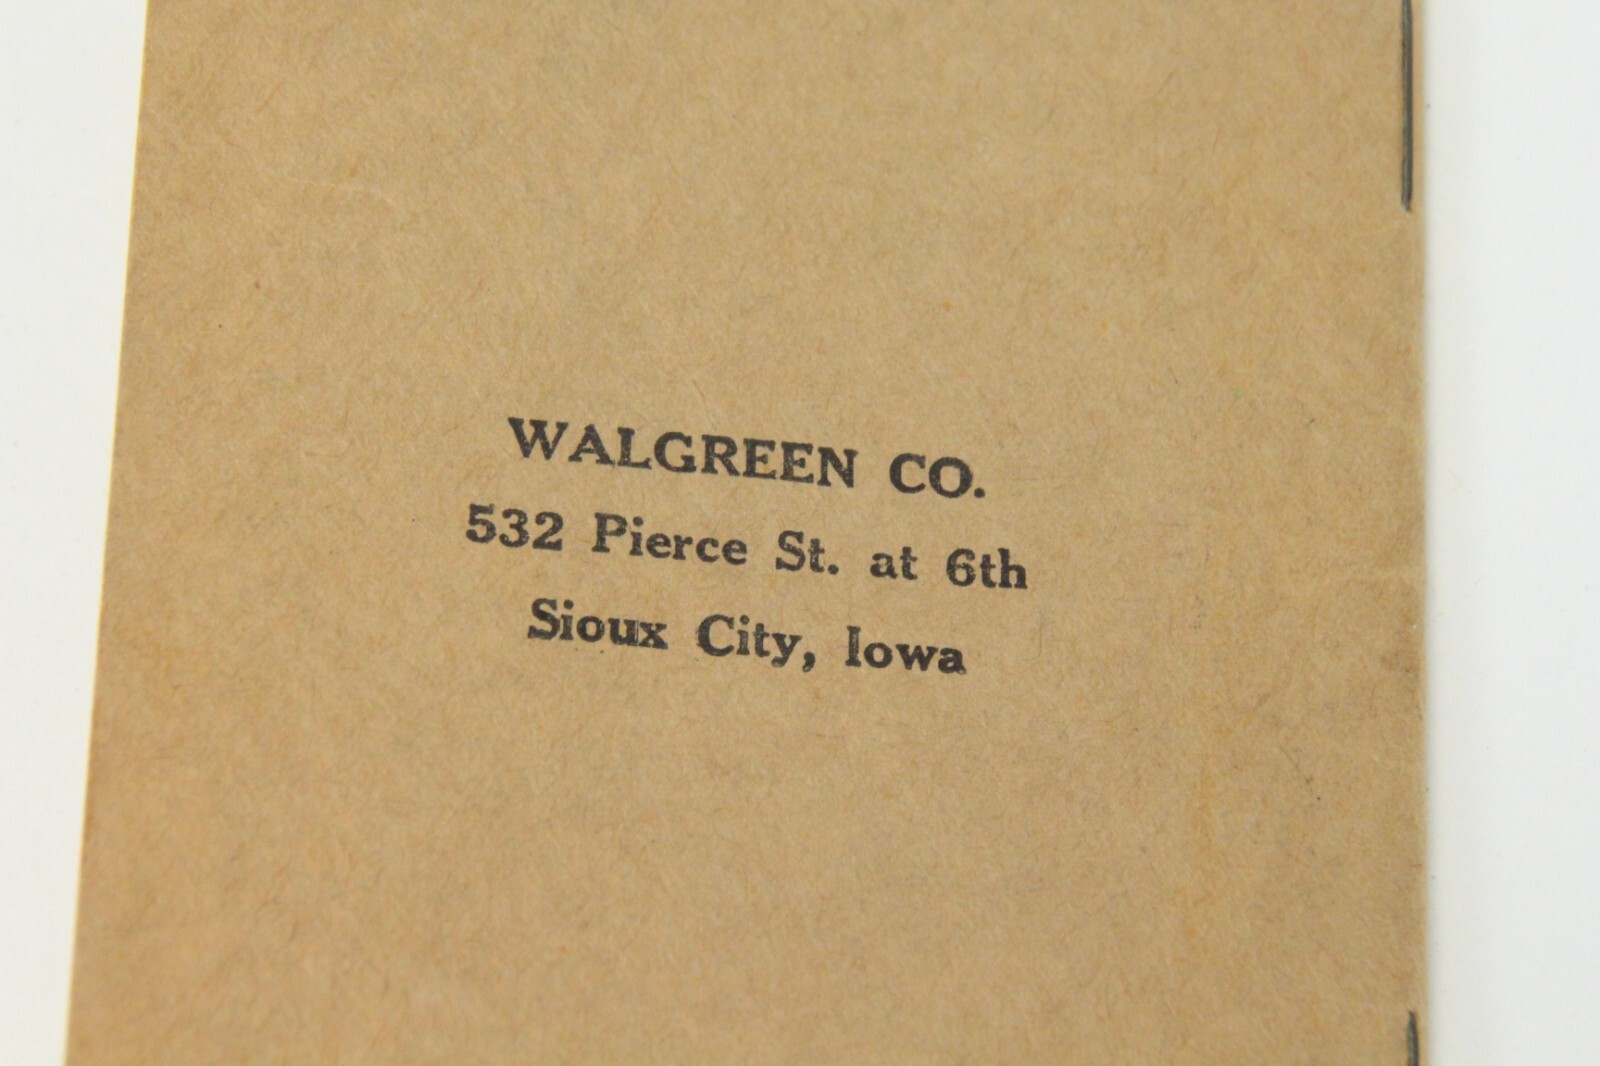 WALGREEN CO.
532 Pierce St. at 6th
Sioux City, Iowa